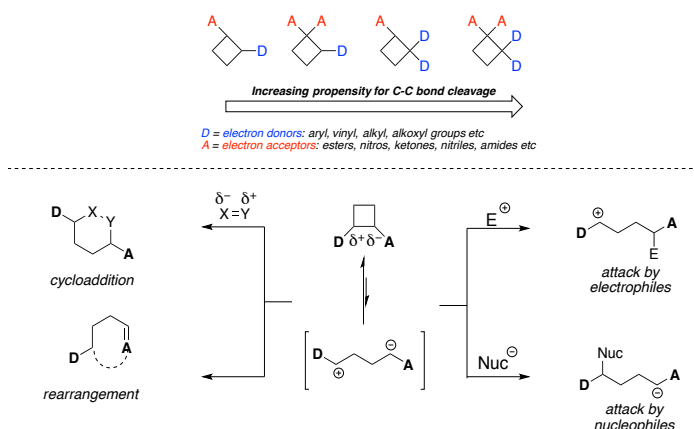 A A A A A A
D D D D D D
Increasing propensity for C-C bond cleavage
D = electron donors: aryl, vinyl, alkyl, alkoxyl groups etc
A = electron acceptors: esters, nitros, ketones, nitriles, amides etc
D X Y A
cycloaddition
δ− δ+
X=Y
D δ+ δ− A
E ⊕
⊕ D A E
attack by
electrophiles
D A
rearrangement
D ⊕ ⊖ A
Nuc ⊖
Nuc D A ⊖
attack by
nucleophiles